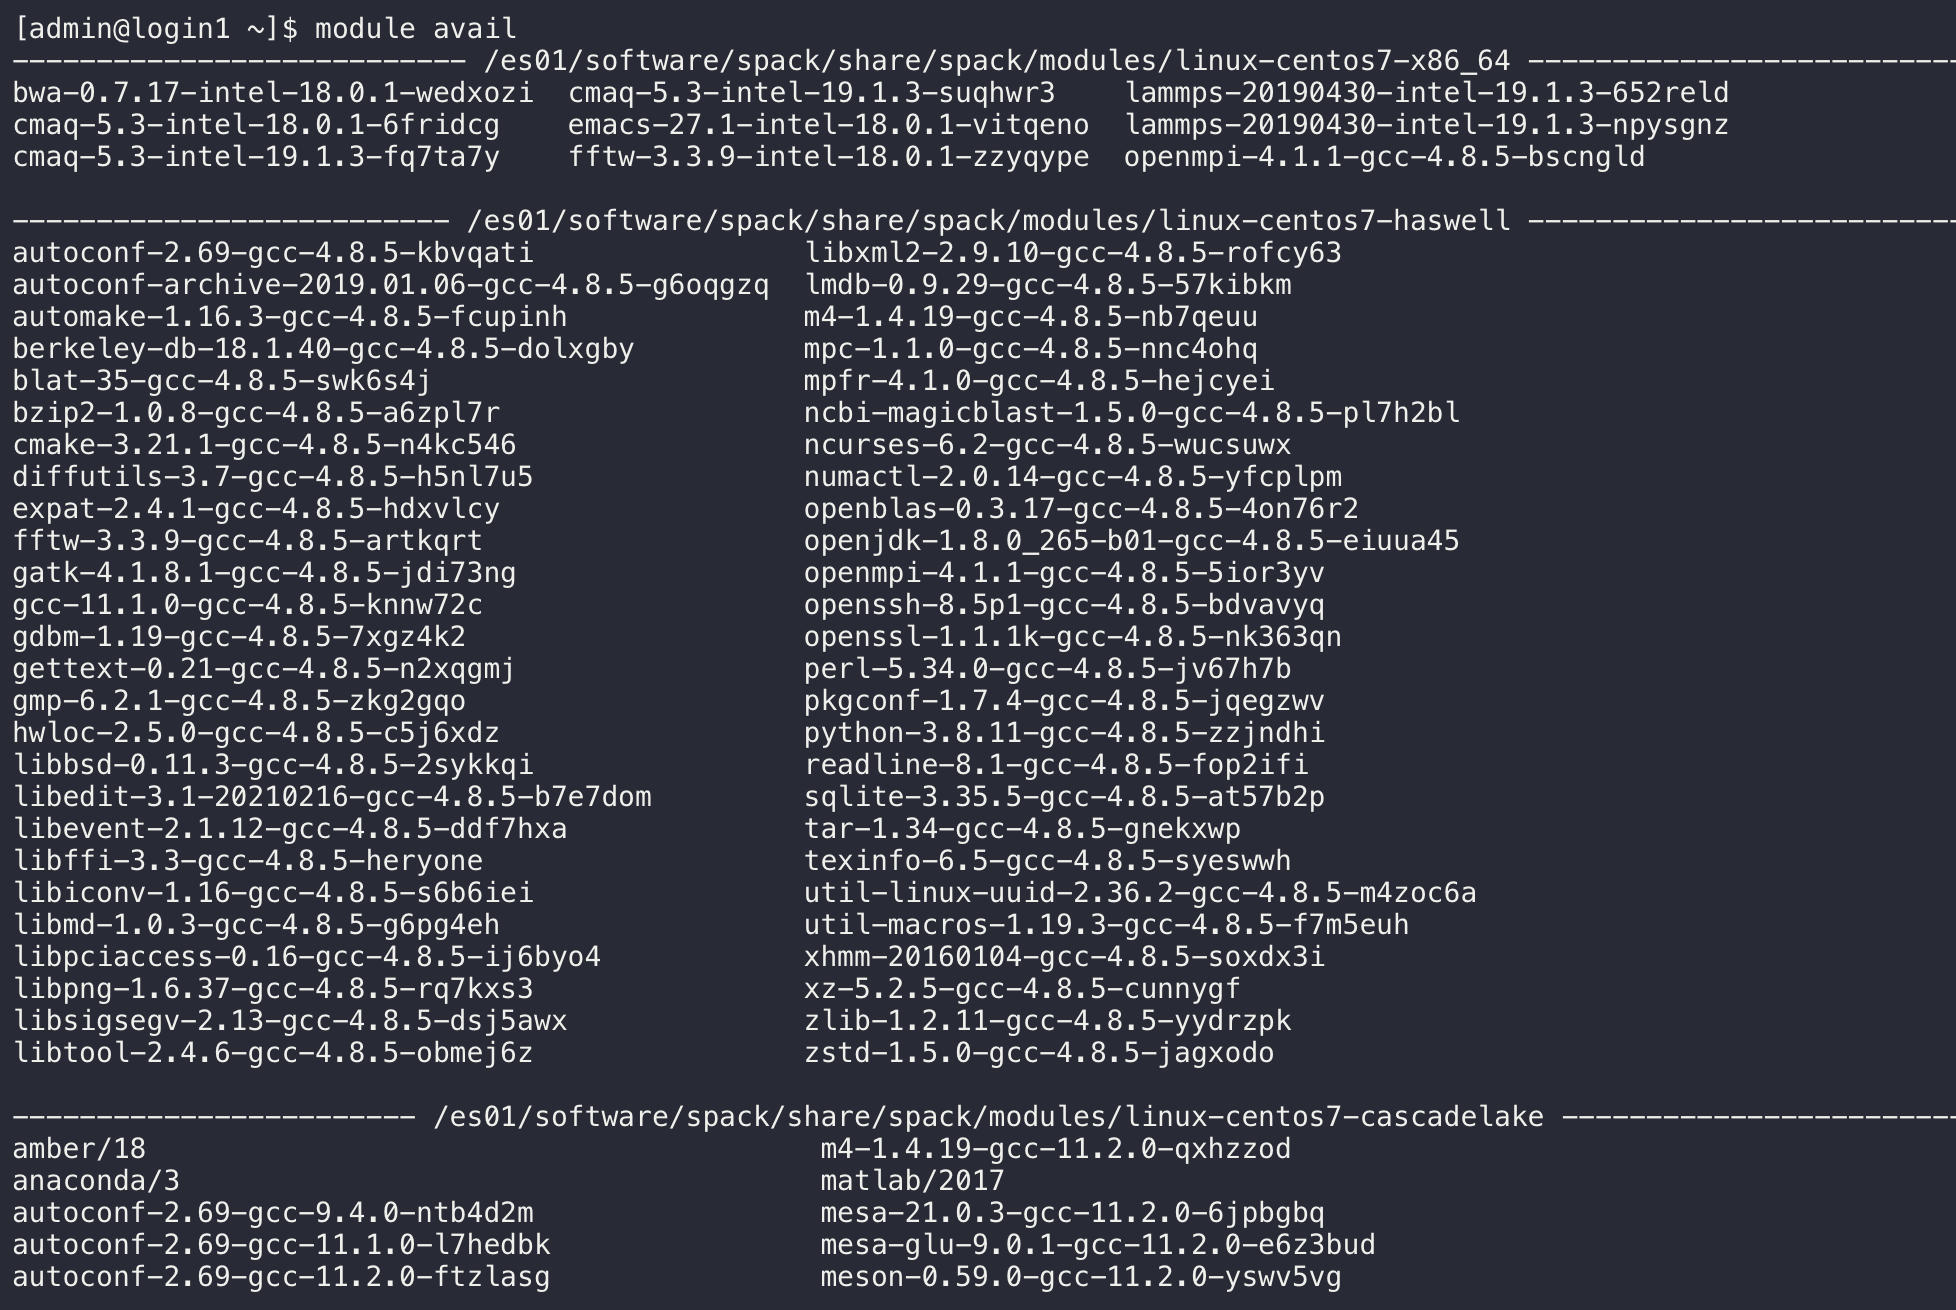 [admin@login1 ~]$ module avail
--------------------------- /es01/software/spack/share/spack/modules/linux-centos7-x86_64 --------------------------
bwa-0.7.17-intel-18.0.1-wedxozi  cmaq-5.3-intel-19.1.3-suqhwr3    lammps-20190430-intel-19.1.3-652reld
cmaq-5.3-intel-18.0.1-6fridcg    emacs-27.1-intel-18.0.1-vitqeno  lammps-20190430-intel-19.1.3-npysgnz
cmaq-5.3-intel-19.1.3-fq7ta7y    fftw-3.3.9-intel-18.0.1-zzyqype  openmpi-4.1.1-gcc-4.8.5-bscngld
-------------------------- /es01/software/spack/share/spack/modules/linux-centos7-haswell --------------------------
autoconf-2.69-gcc-4.8.5-kbvqati                libxml2-2.9.10-gcc-4.8.5-rofcy63
autoconf-archive-2019.01.06-gcc-4.8.5-g6oqgzq  lmdb-0.9.29-gcc-4.8.5-57kibkm
automake-1.16.3-gcc-4.8.5-fcupinh              m4-1.4.19-gcc-4.8.5-nb7qeuu
berkeley-db-18.1.40-gcc-4.8.5-dolxgby          mpc-1.1.0-gcc-4.8.5-nnc4ohq
blat-35-gcc-4.8.5-swk6s4j                      mpfr-4.1.0-gcc-4.8.5-hejcyei
bzip2-1.0.8-gcc-4.8.5-a6zpl7r                  ncbi-magicblast-1.5.0-gcc-4.8.5-pl7h2bl
cmake-3.21.1-gcc-4.8.5-n4kc546                 ncurses-6.2-gcc-4.8.5-wucsuwx
diffutils-3.7-gcc-4.8.5-h5nl7u5                numactl-2.0.14-gcc-4.8.5-yfcplpm
expat-2.4.1-gcc-4.8.5-hdxvlcy                  openblas-0.3.17-gcc-4.8.5-4on76r2
fftw-3.3.9-gcc-4.8.5-artkqrt                   openjdk-1.8.0_265-b01-gcc-4.8.5-eiuua45
gatk-4.1.8.1-gcc-4.8.5-jdi73ng                 openmpi-4.1.1-gcc-4.8.5-5ior3yv
gcc-11.1.0-gcc-4.8.5-knnw72c                   openssh-8.5p1-gcc-4.8.5-bdvavyq
gdbm-1.19-gcc-4.8.5-7xgz4k2                    openssl-1.1.1k-gcc-4.8.5-nk363qn
gettext-0.21-gcc-4.8.5-n2xqgmj                 perl-5.34.0-gcc-4.8.5-jv67h7b
gmp-6.2.1-gcc-4.8.5-zkg2gqo                    pkgconf-1.7.4-gcc-4.8.5-jqegzwv
hwloc-2.5.0-gcc-4.8.5-c5j6xdz                  python-3.8.11-gcc-4.8.5-zzjndhi
libbsd-0.11.3-gcc-4.8.5-2sykkqi                readline-8.1-gcc-4.8.5-fop2ifi
libedit-3.1-20210216-gcc-4.8.5-b7e7dom         sqlite-3.35.5-gcc-4.8.5-at57b2p
libevent-2.1.12-gcc-4.8.5-ddf7hxa              tar-1.34-gcc-4.8.5-gnekxwp
libffi-3.3-gcc-4.8.5-heryone                   texinfo-6.5-gcc-4.8.5-syeswwh
libiconv-1.16-gcc-4.8.5-s6b6iei                util-linux-uuid-2.36.2-gcc-4.8.5-m4zoc6a
libmd-1.0.3-gcc-4.8.5-g6pg4eh                  util-macros-1.19.3-gcc-4.8.5-f7m5euh
libpciaccess-0.16-gcc-4.8.5-ij6byo4            xhmm-20160104-gcc-4.8.5-soxdx3i
libpng-1.6.37-gcc-4.8.5-rq7kxs3                xz-5.2.5-gcc-4.8.5-cunnygf
libsigsegv-2.13-gcc-4.8.5-dsj5awx              zlib-1.2.11-gcc-4.8.5-yydrzpk
libtool-2.4.6-gcc-4.8.5-obmej6z                zstd-1.5.0-gcc-4.8.5-jagxodo
------------------------ /es01/software/spack/share/spack/modules/linux-centos7-cascadelake ------------------------
amber/18                                        m4-1.4.19-gcc-11.2.0-qxhzzod
anaconda/3                                      matlab/2017
autoconf-2.69-gcc-9.4.0-ntb4d2m                 mesa-21.0.3-gcc-11.2.0-6jpbgbq
autoconf-2.69-gcc-11.1.0-l7hedbk                mesa-glu-9.0.1-gcc-11.2.0-e6z3bud
autoconf-2.69-gcc-11.2.0-ftzlasg                meson-0.59.0-gcc-11.2.0-yswv5vg